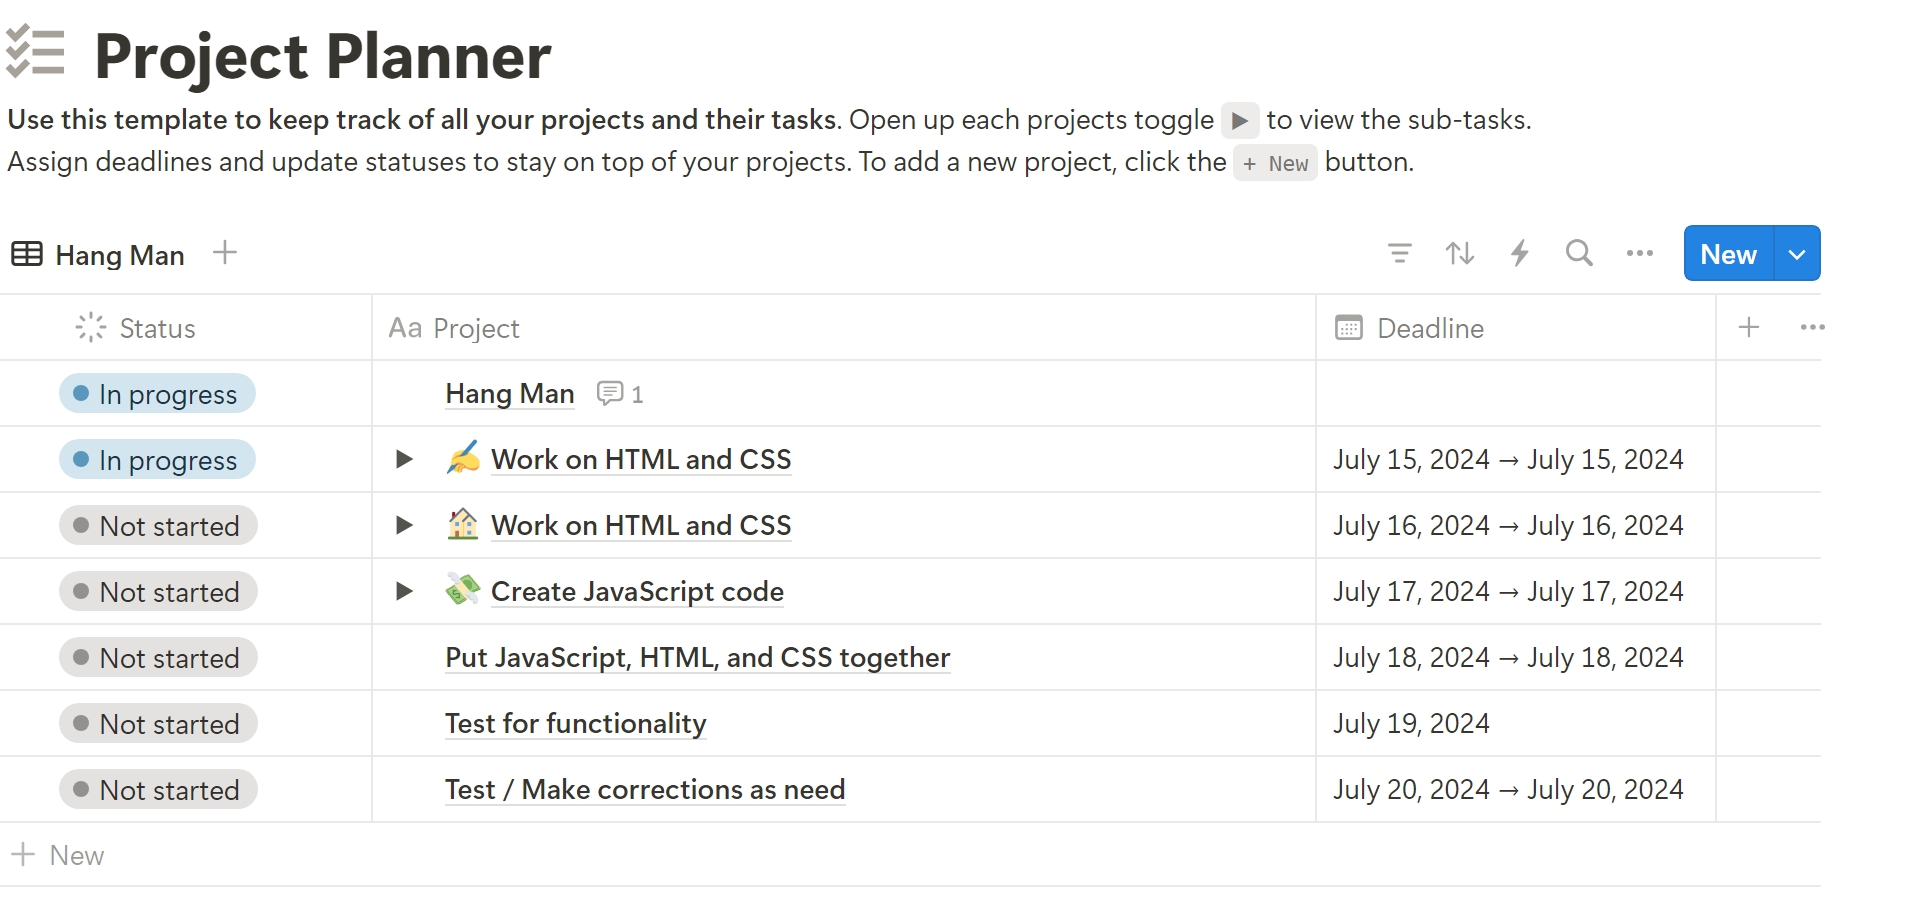 Project Planner
Use this template to keep track of all your projects and their tasks. Open up each projects toggle ▶ to view the sub-tasks.
Assign deadlines and update statuses to stay on top of your projects. To add a new project, click the + New button.
Hang Man
New
Status Aa Project Deadline
In progress Hang Man 1
In progress Work on HTML and CSS July 15, 2024 → July 15, 2024
Not started Work on HTML and CSS July 16, 2024 → July 16, 2024
Not started Create JavaScript code July 17, 2024 → July 17, 2024
Not started Put JavaScript, HTML, and CSS together July 18, 2024 → July 18, 2024
Not started Test for functionality July 19, 2024
Not started Test / Make corrections as need July 20, 2024 → July 20, 2024
+ New